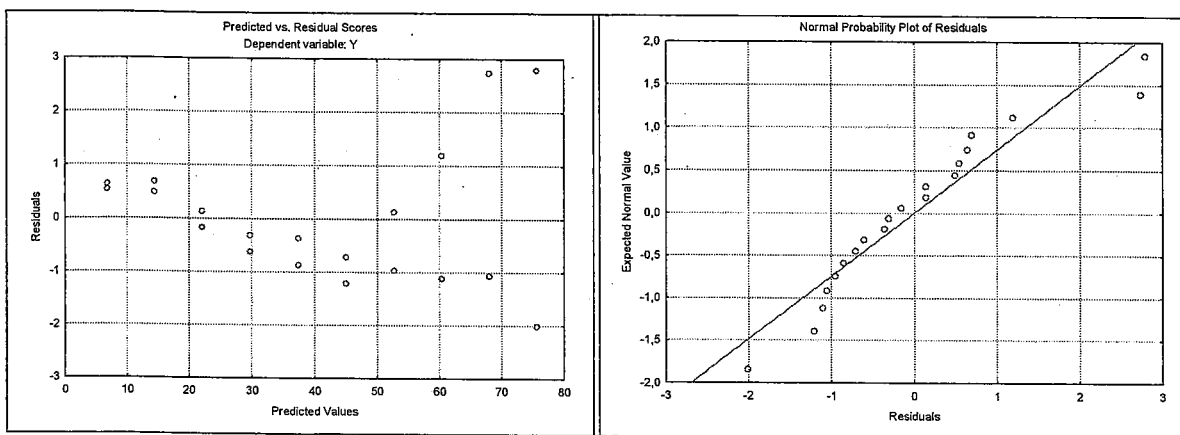 Predicted vs. Residual Scores
Dependent variable: Y
3
2
1
0
-1
-2
-3
Residuals
0 10 20 30 40 50 60 70 80
Predicted Values
Normal Probability Plot of Residuals
2,0
1,5
1,0
0,5
0,0
-0,5
-1,0
-1,5
-2,0
Expected Normal Value
-3 -2 -1 0 1 2 3
Residuals